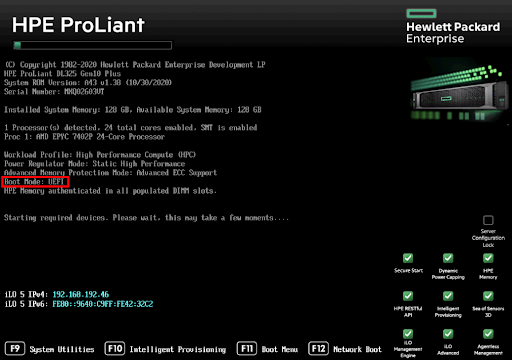 HPE ProLiant
Hewlett Packard
Enterprise
(C) Copyright 1982-2020 Hewlett Packard Enterprise Development LP
HPE ProLiant DL325 Gen10 Plus
System ROM Version: A43 v1.38 (10/30/2020)
Serial Number: MXQ02603VT
Installed System Memory: 128 GB, Available System Memory: 128 GB
1 Processor(s) detected, 24 total cores enabled, SMT is enabled
Proc 1: AMD EPYC 7402P 24-Core Processor
Workload Profile: High Performance Compute (HPC)
Power Regulator Mode: Static High Performance
Advanced Memory Protection Mode: Advanced ECC Support
Boot Mode: UEFI
HPE Memory authenticated in all populated DIMM slots.
Starting required devices. Please wait, this may take a few moments....
Server
Configuration
Lock
Secure Start
Dynamic
Power Capping
HPE
Memory
HPE RESTful
API
Intelligent
Provisioning
Sea of Sensors
3D
iLO
Management
Engine
iLO
Advanced
Agentless
Management
iLO 5 IPv4: 192.168.192.46
iLO 5 IPv6: FE80::9640:C9FF:FE42:32C2
F9 System Utilities
F10 Intelligent Provisioning
F11 Boot Menu
F12 Network Boot